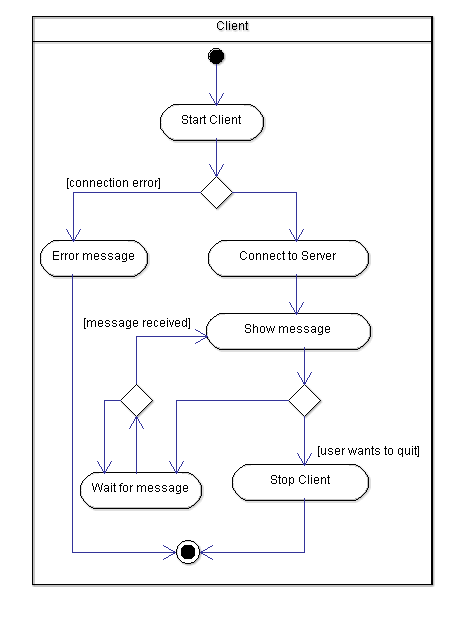 Client
Start Client
[connection error]
Error message
Connect to Server
[message received]
Show message
[user wants to quit]
Wait for message
Stop Client